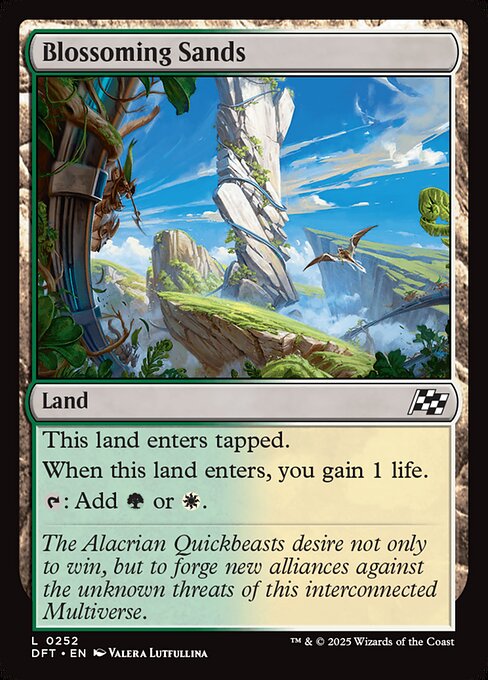 Blossoming Sands
Land
This land enters tapped.
When this land enters, you gain 1 life.
: Add or .
The Alacrian Quickbeasts desire not only
to win, but to forge new alliances against
the unknown threats of this interconnected
Multiverse.
L 0252
DFT • EN Valera Lutfullina
™ & © 2025 Wizards of the Coast